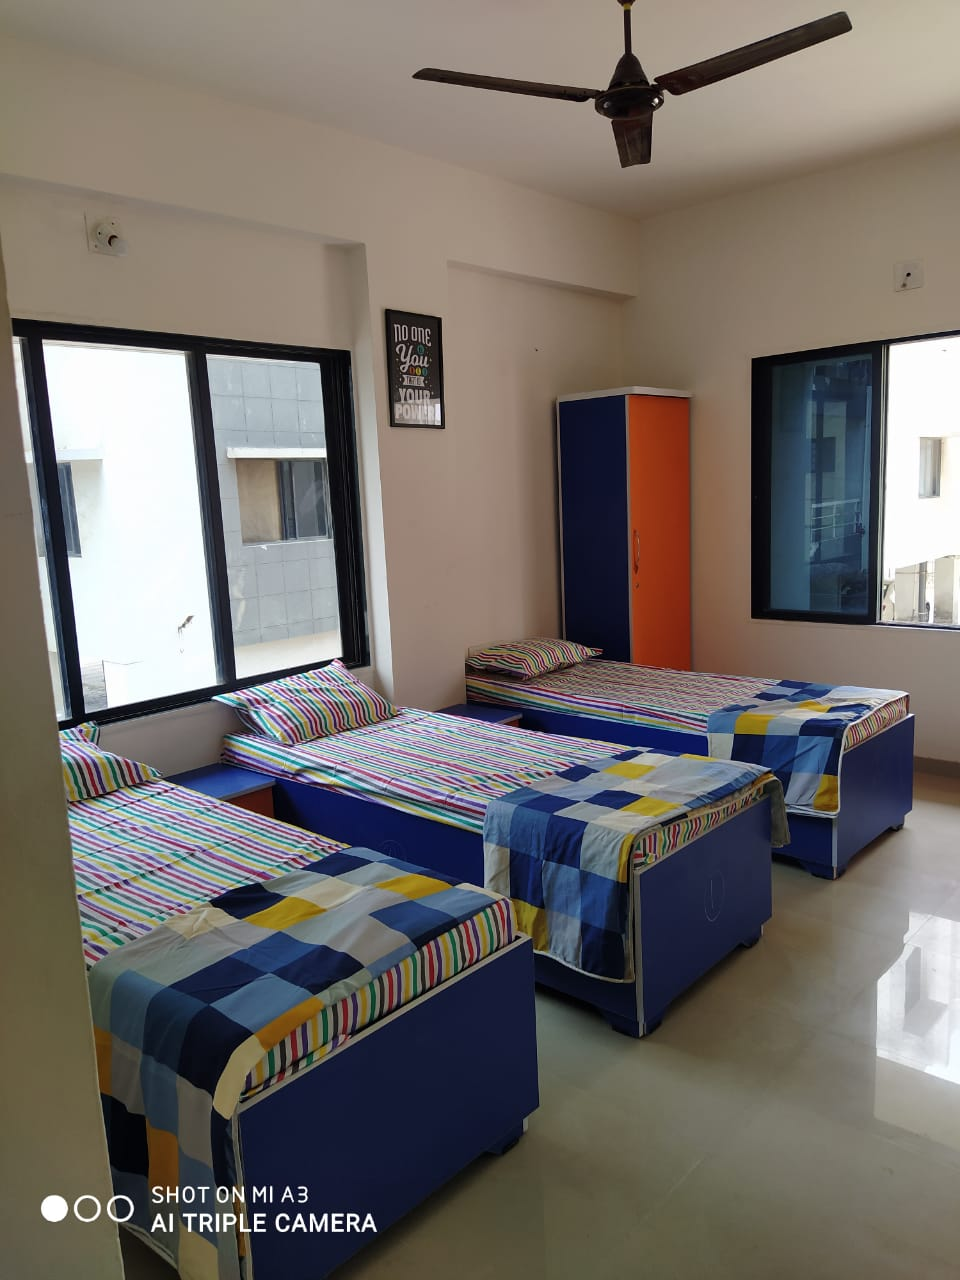 NO ONE
You
YOUR
POWER
SHOT ON MI A3
AI TRIPLE CAMERA